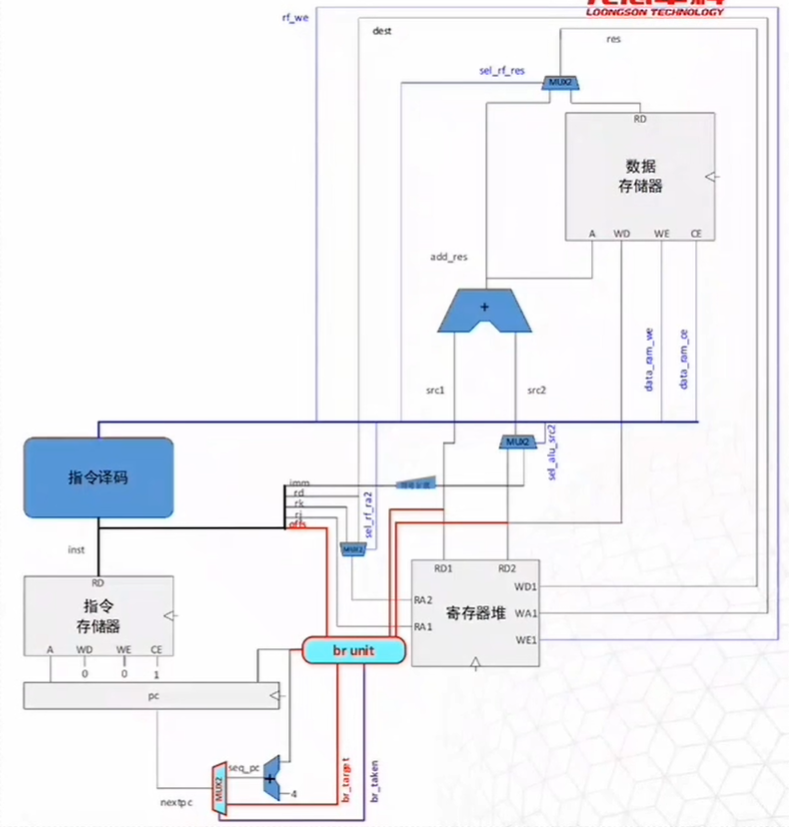 LOONGSON TECHNOLOGY
rf_we
dest
res
sel_rf_res
MUX2
RD
数据
存储器
A WD WE CE
add_res
+
data_ram_we
data_ram_ce
src1
src2
MUX2
sel_alu_src2
指令译码
imm
rd
rk
rj
offs
sel_rf_ra2
MUX2
inst
RD
指令
存储器
A WD WE CE
0 0 1
pc
RD1 RD2
RA2
RA1
寄存器堆
WD1
WA1
WE1
br unit
seq_pc
+
4
MUX2
nextpc
br_target
br_taken